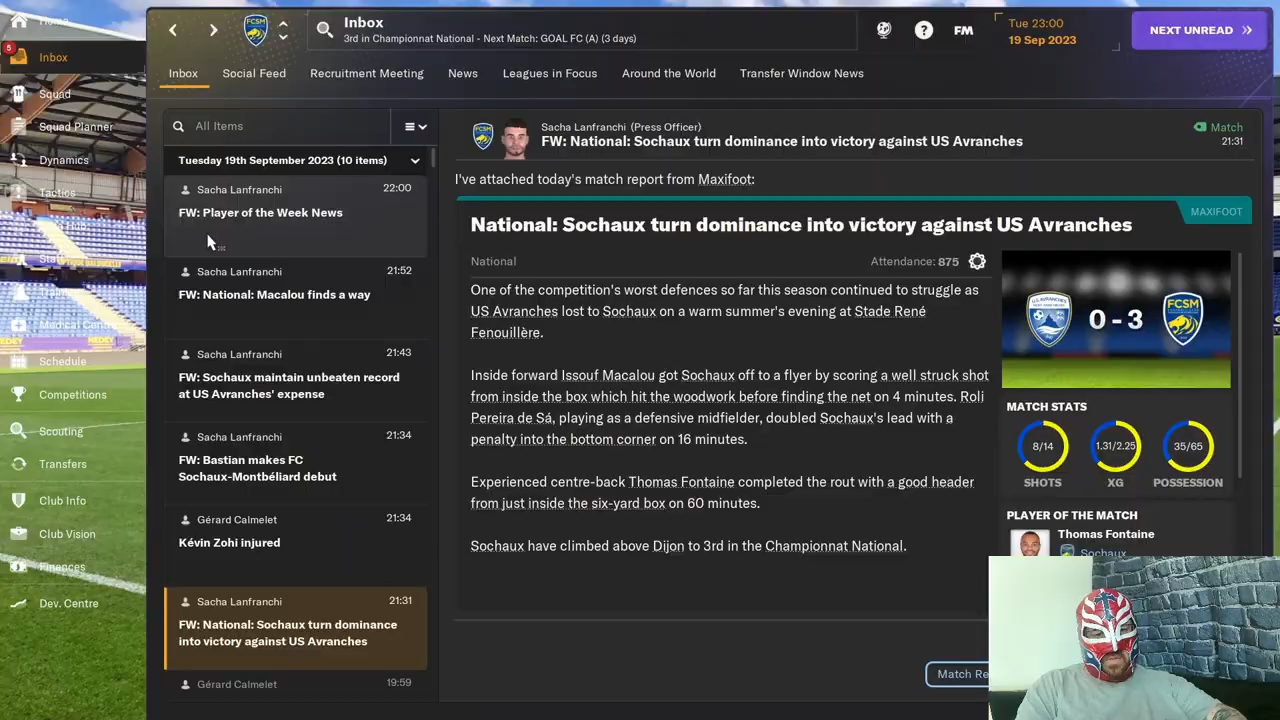 Home
5
Inbox
Squad
Squad Planner
Dynamics
Tactics
Medical Centre
Schedule
Competitions
Scouting
Transfers
Club Info
Club Vision
Finances
Dev. Centre
FCSM
Inbox
3rd in Championnat National - Next Match: GOAL FC (A) (3 days)
?
FM
Tue 23:00
19 Sep 2023
NEXT UNREAD
Inbox
Social Feed
Recruitment Meeting
News
Leagues in Focus
Around the World
Transfer Window News
All Items
Tuesday 19th September 2023 (10 items)
Sacha Lanfranchi 22:00
FW: Player of the Week News
Sacha Lanfranchi 21:52
FW: National: Macalou finds a way
Sacha Lanfranchi 21:43
FW: Sochaux maintain unbeaten record
at US Avranches' expense
Sacha Lanfranchi 21:34
FW: Bastian makes FC
Sochaux-Montbéliard debut
Gérard Calmelet 21:34
Kévin Zohi injured
Sacha Lanfranchi 21:31
FW: National: Sochaux turn dominance
into victory against US Avranches
Gérard Calmelet 19:59
FCSM
Sacha Lanfranchi (Press Officer)
FW: National: Sochaux turn dominance into victory against US Avranches
Match
21:31
I've attached today's match report from Maxifoot:
MAXIFOOT
National: Sochaux turn dominance into victory against US Avranches
National
Attendance: 875
One of the competition's worst defences so far this season continued to struggle as
US Avranches lost to Sochaux on a warm summer's evening at Stade René
Fenouillère.
Inside forward Issouf Macalou got Sochaux off to a flyer by scoring a well struck shot
from inside the box which hit the woodwork before finding the net on 4 minutes. Roli
Pereira de Sá, playing as a defensive midfielder, doubled Sochaux's lead with a
penalty into the bottom corner on 16 minutes.
Experienced centre-back Thomas Fontaine completed the rout with a good header
from just inside the six-yard box on 60 minutes.
Sochaux have climbed above Dijon to 3rd in the Championnat National.
0 - 3
FCSM
MATCH STATS
8/14
1.31/2.25
35/65
SHOTS
XG
POSSESSION
PLAYER OF THE MATCH
Thomas Fontaine
Sochaux
Match Re